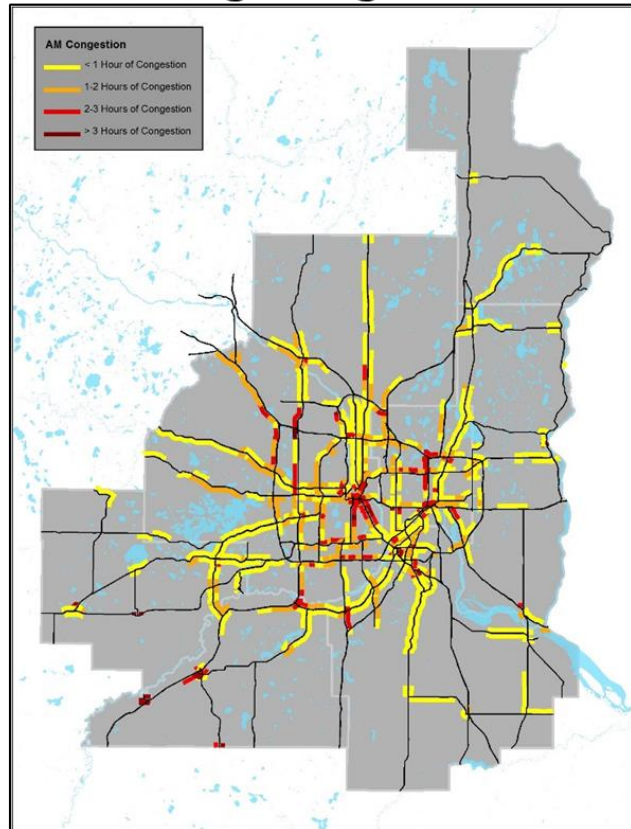 AM Congestion
< 1 Hour of Congestion
1-2 Hours of Congestion
2-3 Hours of Congestion
> 3 Hours of Congestion